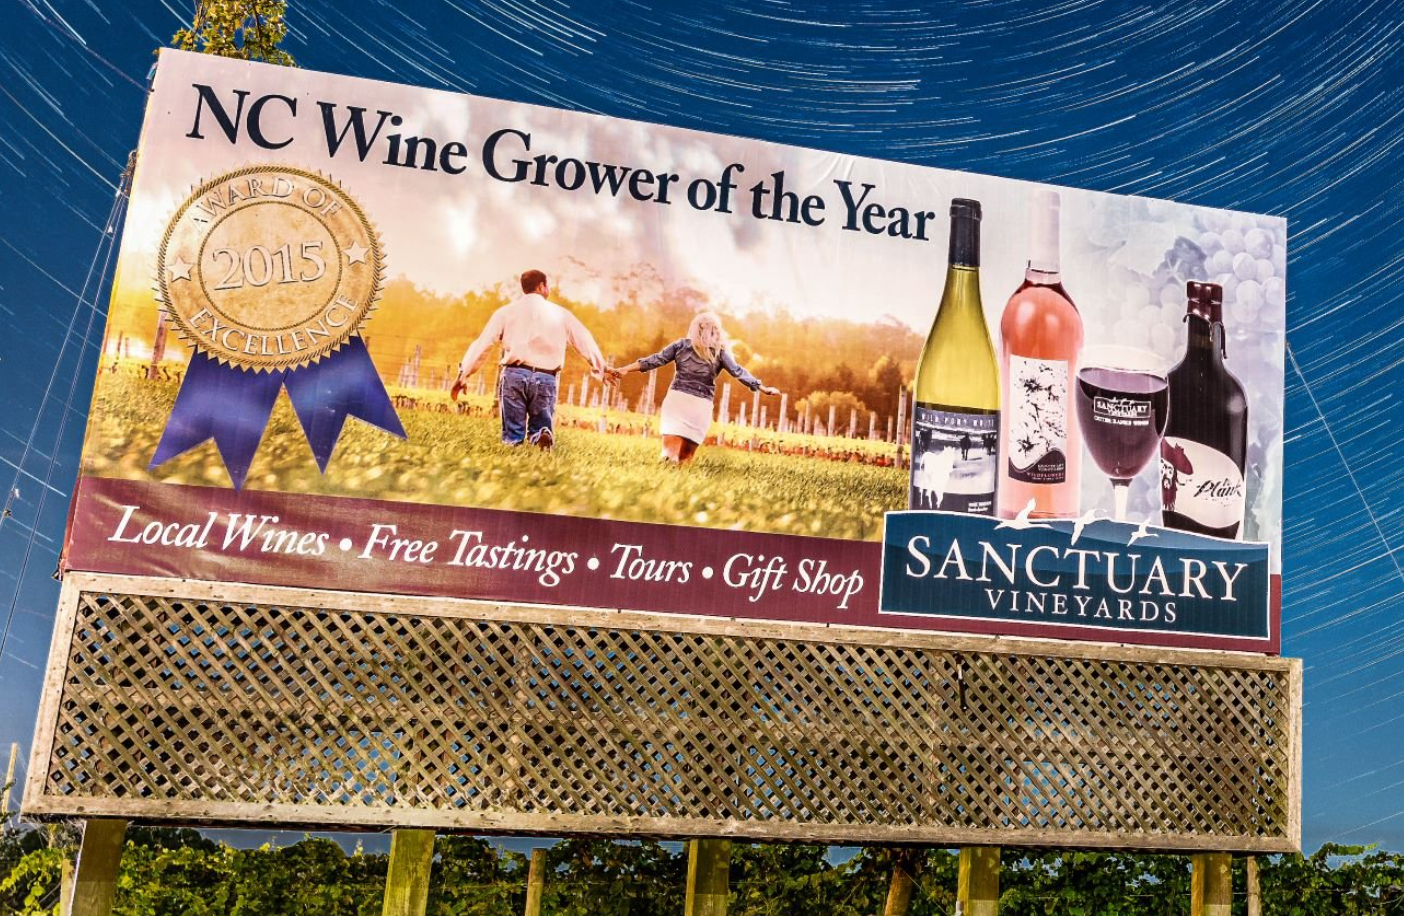 NC Wine Grower of the Year
AWARD OF
2015
EXCELLENCE
SANCTUARY
Plank
Local Wines • Free Tastings • Tours • Gift Shop
SANCTUARY
VINEYARDS